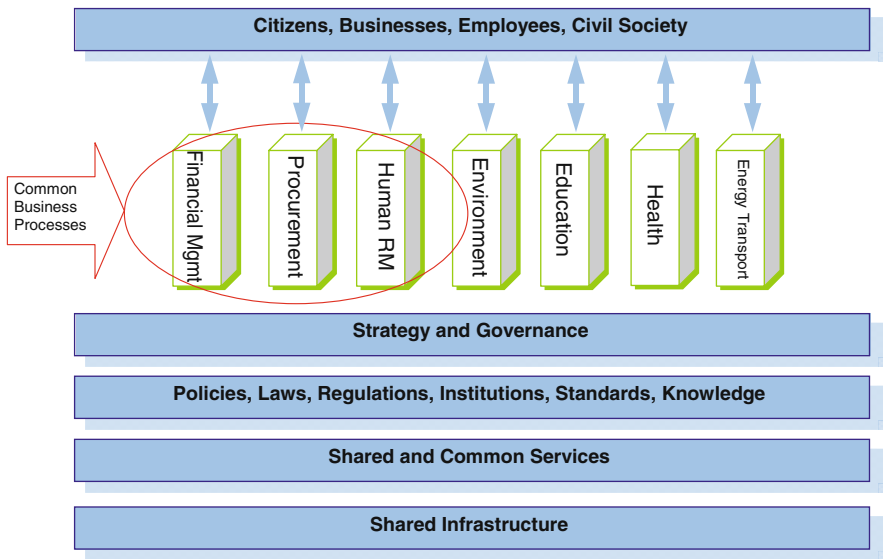 Citizens, Businesses, Employees, Civil Society
Common
Business
Processes
Financial Mgmt
Procurement
Human RM
Environment
Education
Health
Energy Transport
Strategy and Governance
Policies, Laws, Regulations, Institutions, Standards, Knowledge
Shared and Common Services
Shared Infrastructure